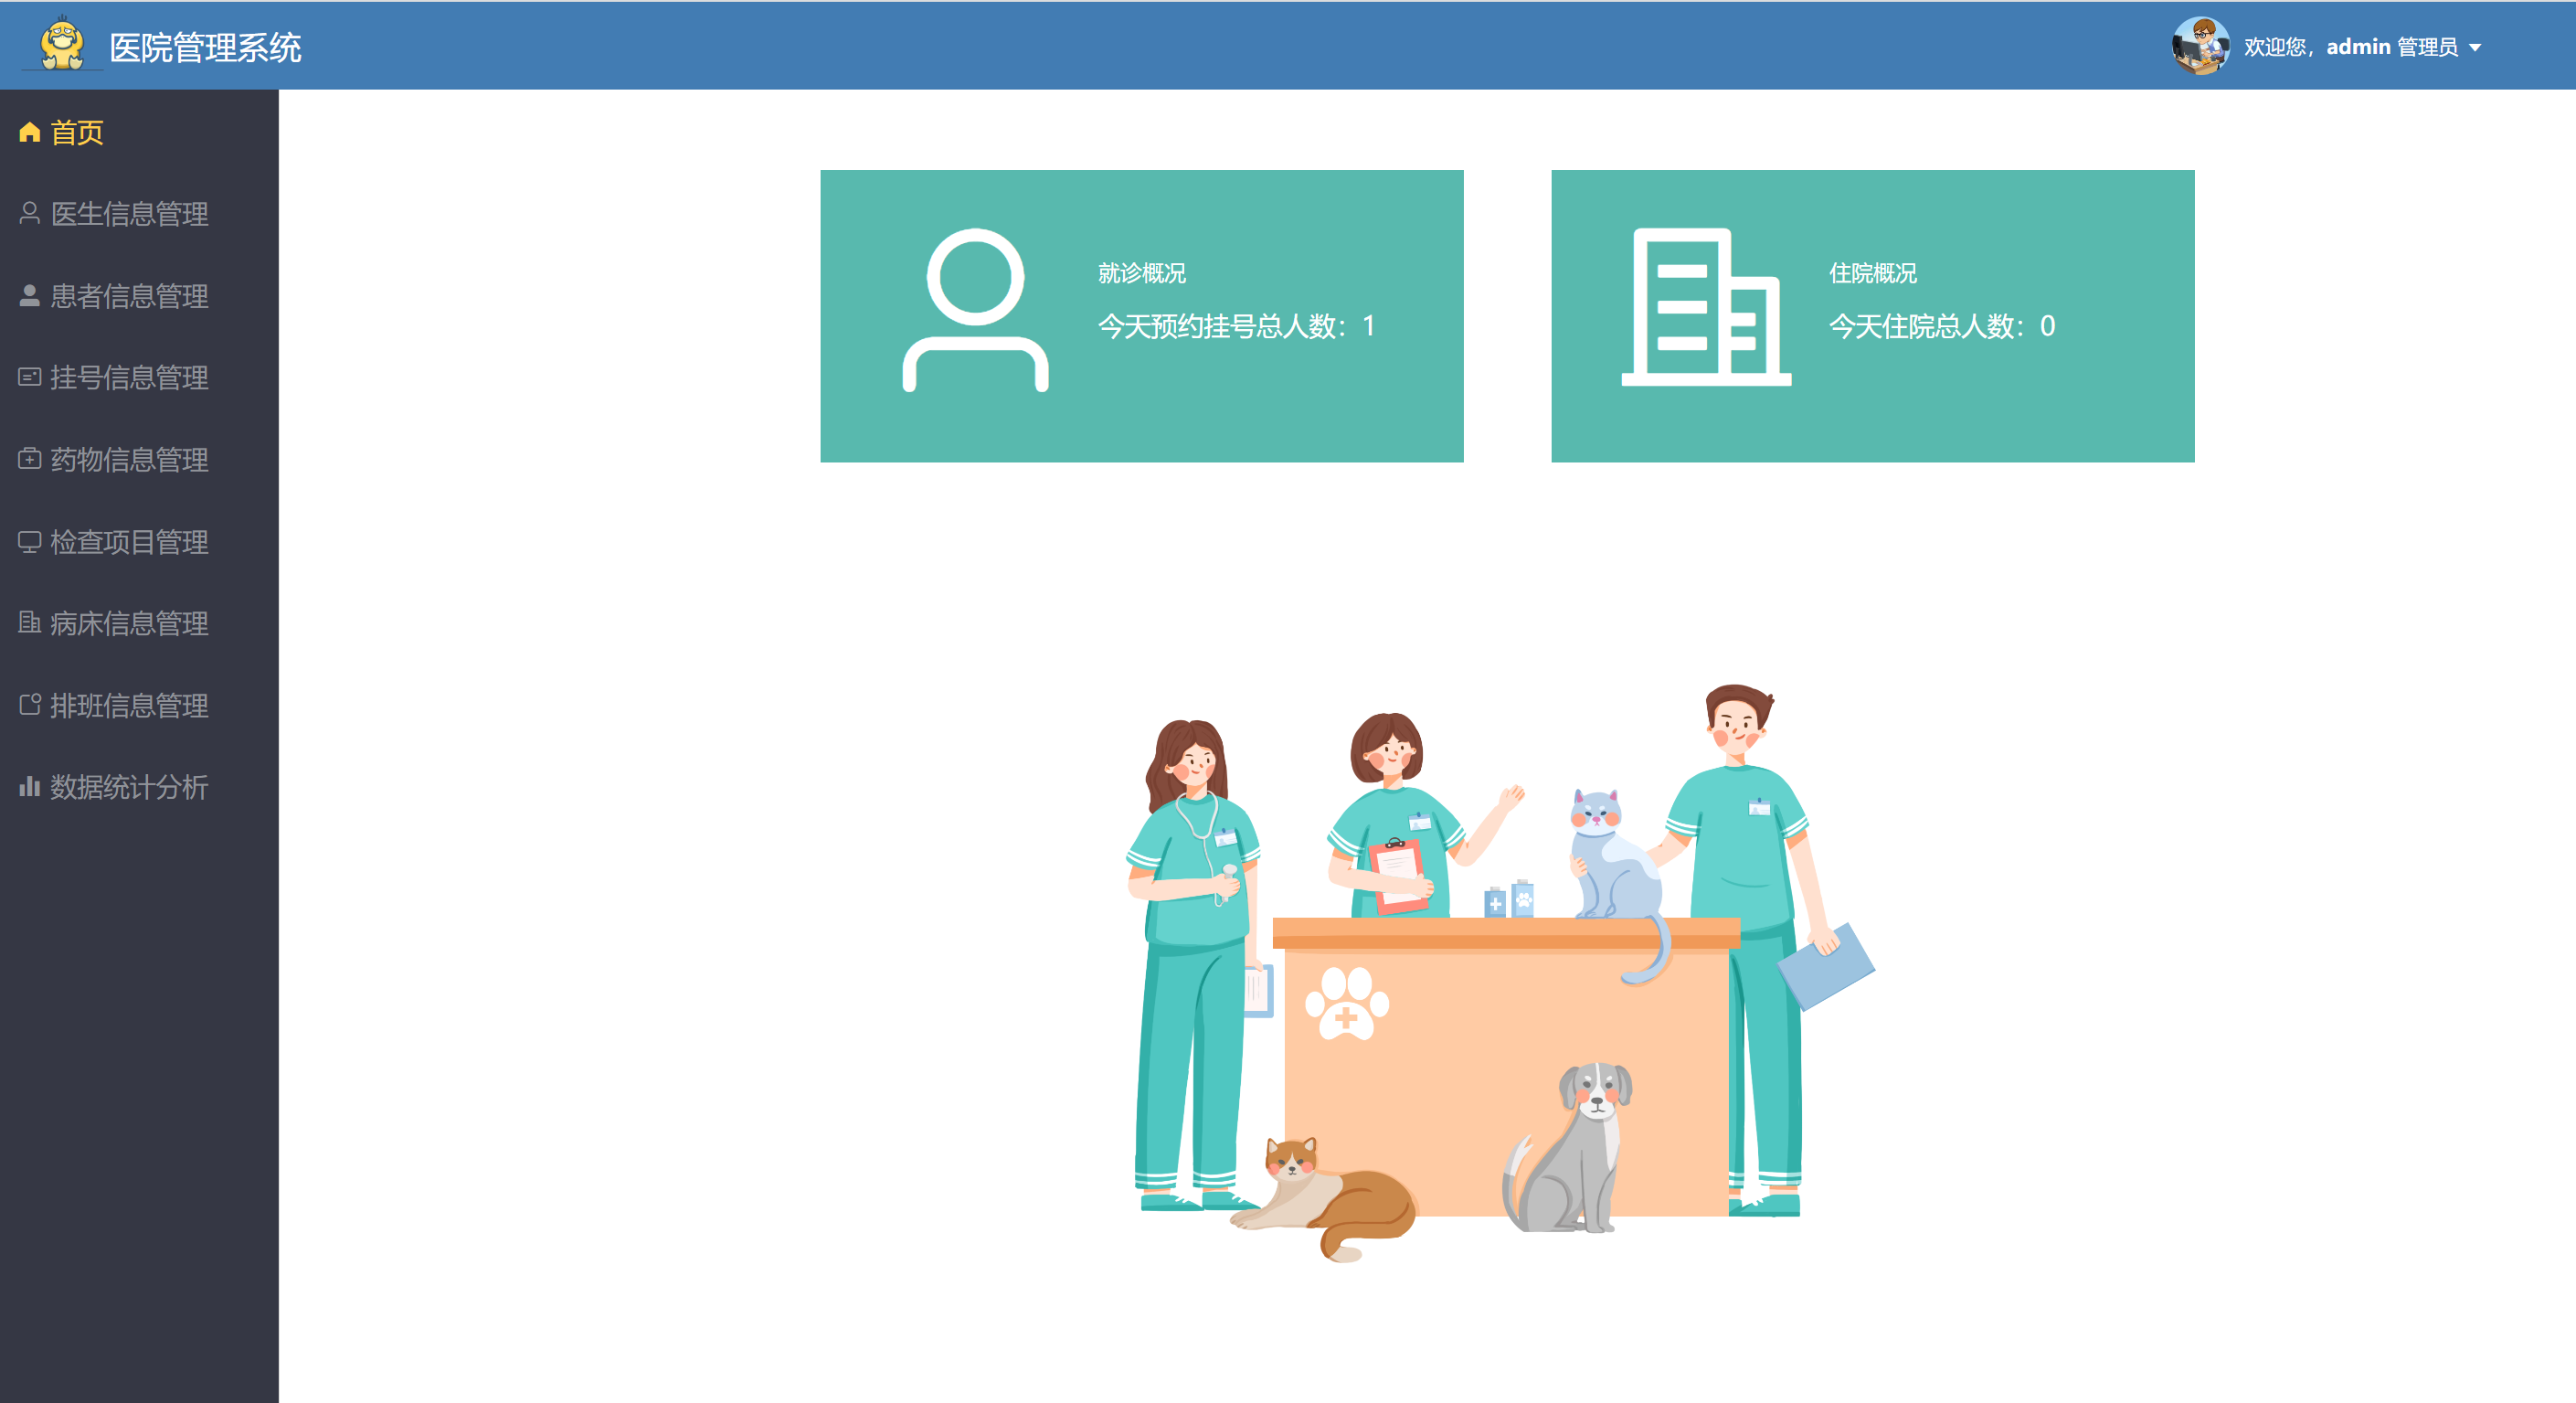 医院管理系统
欢迎您，admin 管理员
首页
医生信息管理
患者信息管理
挂号信息管理
药物信息管理
检查项目管理
病床信息管理
排班信息管理
数据统计分析
就诊概况
今天预约挂号总人数：1
住院概况
今天住院总人数：0